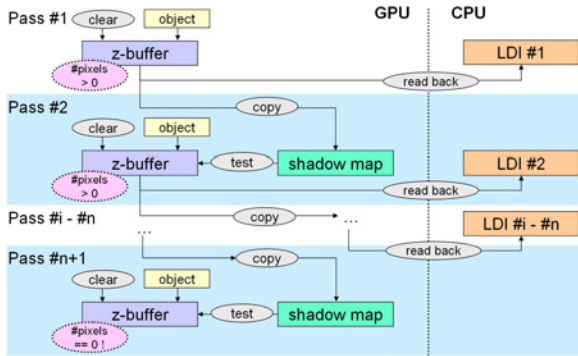 Pass #1
clear
object
GPU
CPU
z-buffer
LDI #1
#pixels
> 0
read back
Pass #2
copy
clear
object
z-buffer
test
shadow map
LDI #2
#pixels
> 0
read back
Pass #i - #n
copy
...
LDI #i - #n
...
read back
Pass #n+1
copy
clear
object
z-buffer
test
shadow map
#pixels
== 0 !